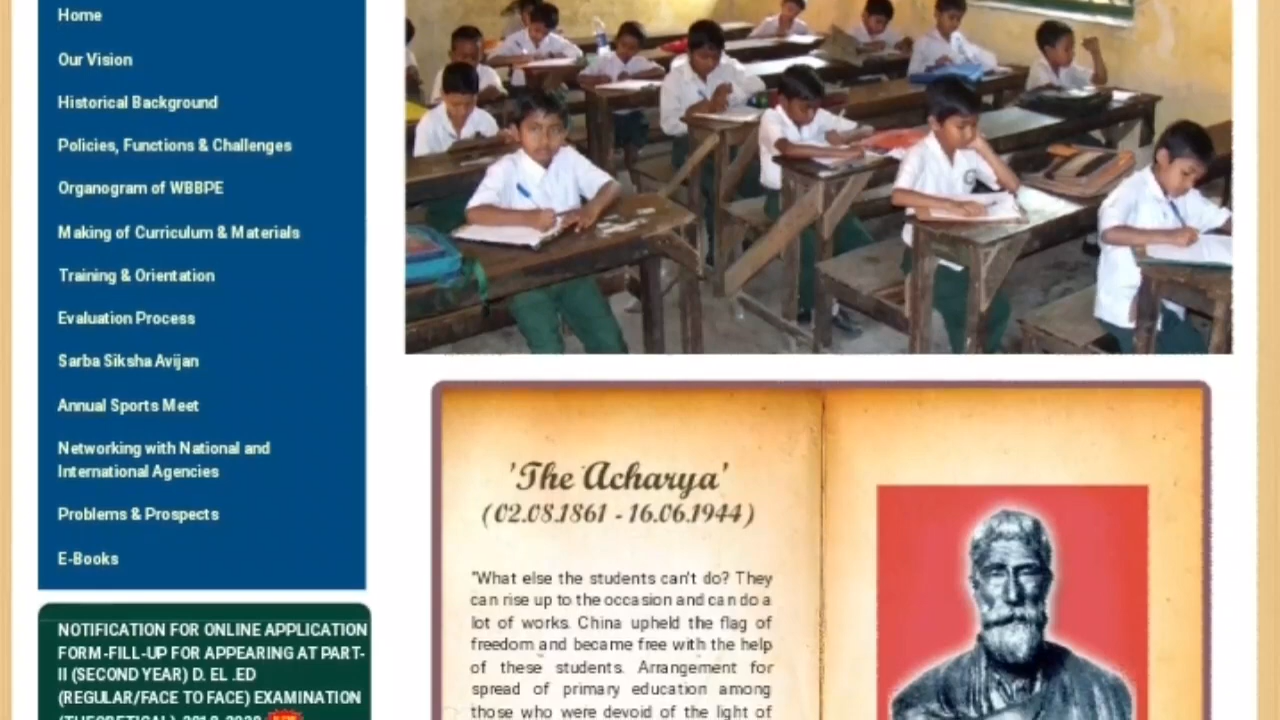 Home
Our Vision
Historical Background
Policies, Functions & Challenges
Organogram of WBBPE
Making of Curriculum & Materials
Training & Orientation
Evaluation Process
Sarba Siksha Avijan
Annual Sports Meet
Networking with National and
International Agencies
Problems & Prospects
E-Books
NOTIFICATION FOR ONLINE APPLICATION
FORM-FILL-UP FOR APPEARING AT PART-
II (SECOND YEAR) D. EL .ED
(REGULAR/FACE TO FACE) EXAMINATION
'The Acharya'
(02.08.1861 - 16.06.1944)
"What else the students can't do? They
can rise up to the occasion and can do a
lot of works. China upheld the flag of
freedom and became free with the help
of these students. Arrangement for
spread of primary education among
those who were devoid of the light of